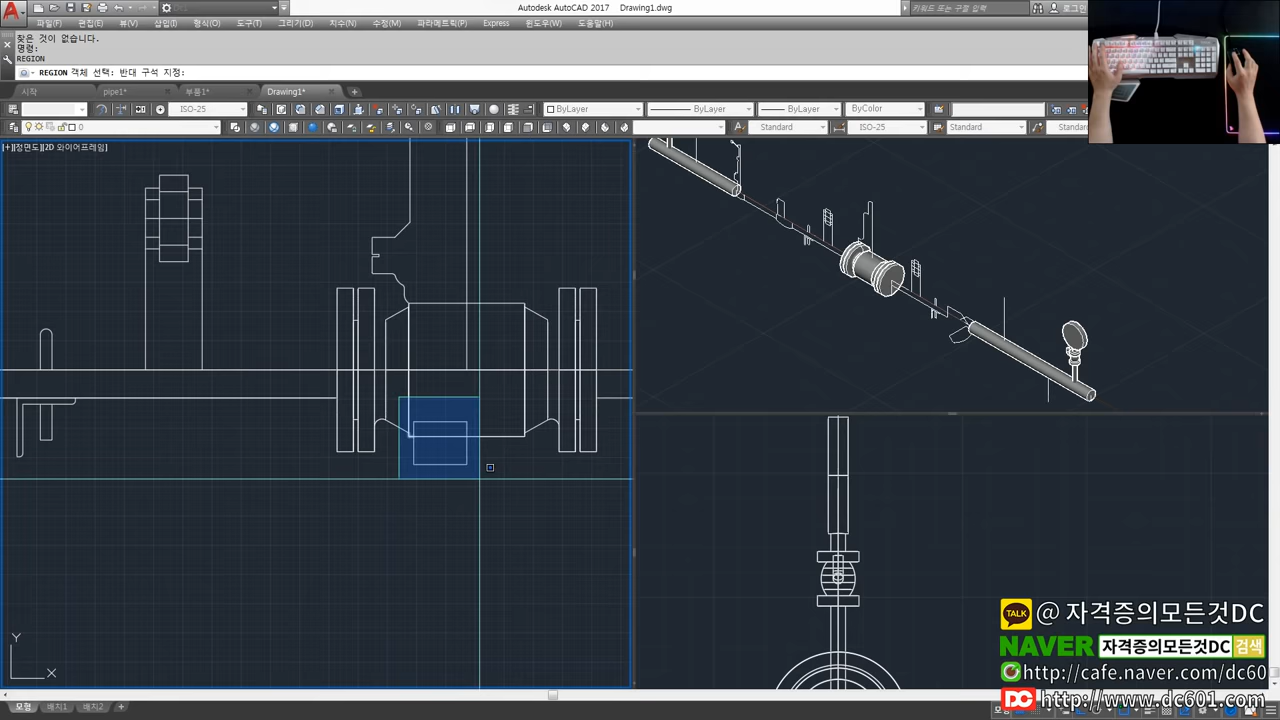 Autodesk AutoCAD 2017 Drawing1.dwg
키워드 또는 구 입력
로그인
파일(F) 편집(E) 뷰(V) 삽입(I) 형식(O) 도구(T) 그리기(D) 치수(N) 수정(M) 파라메트릭(P) Express 윈도우(W) 도움말(H)
찾은 것이 없습니다.
명령:
REGION
REGION 객체 선택: 반대 구석 지정:
시작 pipe1* 부품1* Drawing1*
ISO-25 ByLayer ByLayer ByLayer ByColor
0 Standard ISO-25 Standard
[+][정면도][2D 와이어프레임]
Y
X
TALK @ 자격증의모든것DC
NAVER 자격증의모든것DC 검색
http://cafe.naver.com/dc60
DC http://www.dc601.com
모형 배치1 배치2